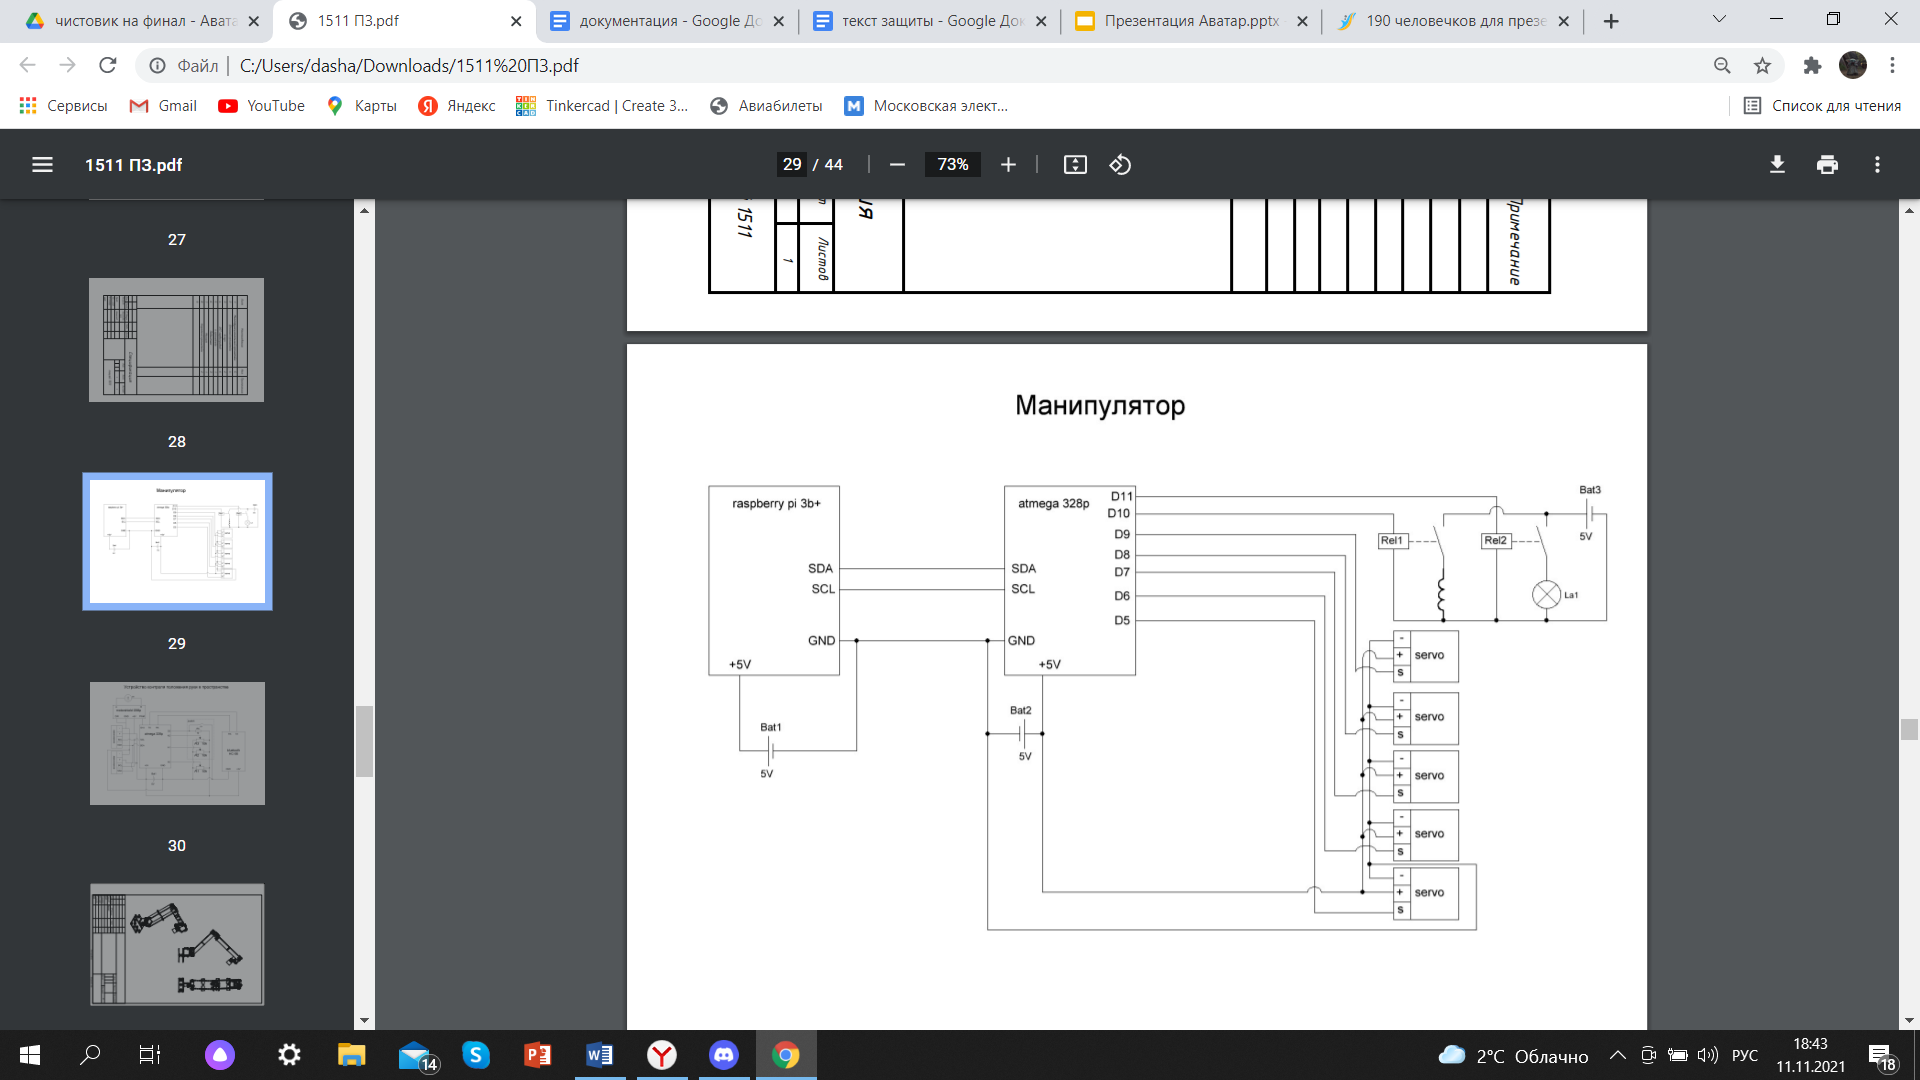 чистовик на финал - Авата
1511 ПЗ.pdf
документация - Google До
текст защиты - Google Док
Презентация Аватар.pptx
190 человечков для презе
Файл
C:/Users/dasha/Downloads/1511%20ПЗ.pdf
Сервисы
Gmail
YouTube
Карты
Яндекс
Tinkercad | Create 3...
Авиабилеты
Московская элект...
Список для чтения
1511 ПЗ.pdf
29 / 44
73%
27
28
29
30
1511
1
Листов
Примечание
Манипулятор
raspberry pi 3b+
SDA
SCL
GND
+5V
Bat1
5V
atmega 328p
SDA
SCL
GND
+5V
D11
D10
D9
D8
D7
D6
D5
Bat2
5V
Rel1
Rel2
Bat3
5V
La1
- + s servo
- + s servo
- + s servo
- + s servo
- + s servo
Манипулятор
14
2°C Облачно
РУС
18:43
11.11.2021
18